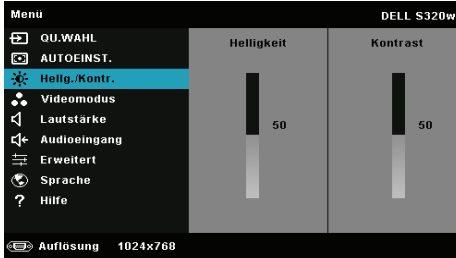 Menü DELL S320w
QU.WAHL
AUTOEINST.
Hellg./Kontr.
Videomodus
Lautstärke
Audioeingang
Erweitert
Sprache
? Hilfe
Helligkeit
50
Kontrast
50
Auflösung 1024x768